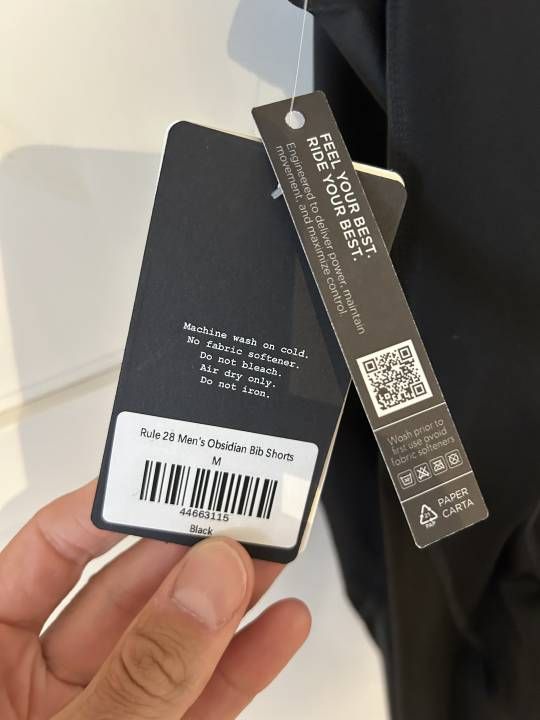 FEEL YOUR BEST.
RIDE YOUR BEST.
Engineered to deliver power, maintain
movement, and maximize control.
Wash prior to
first use avoid
fabric softeners
21
PAP
PAPER
CARTA
Machine wash on cold.
No fabric softener.
Do not bleach.
Air dry only.
Do not iron.
Rule 28 Men's Obsidian Bib Shorts
M
44663115
Black